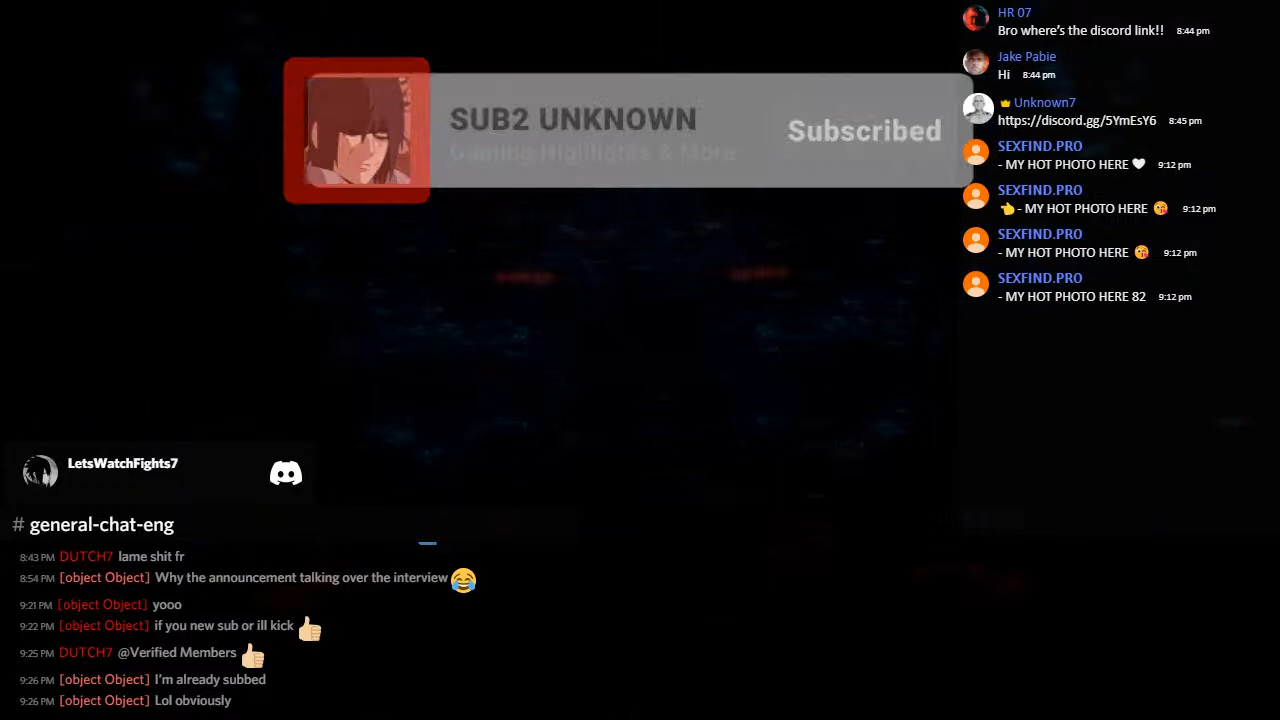 HR 07
Bro where's the discord link!! 8:44 pm
Jake Pabie
Hi 8:44 pm
Unknown7
https://discord.gg/5YmEsY6 8:45 pm
SEXFIND.PRO
- MY HOT PHOTO HERE 🤍 9:12 pm
SEXFIND.PRO
👈- MY HOT PHOTO HERE 😘 9:12 pm
SEXFIND.PRO
- MY HOT PHOTO HERE 😘 9:12 pm
SEXFIND.PRO
- MY HOT PHOTO HERE 82 9:12 pm
SUB2 UNKNOWN
Gaming Highlights & More
Subscribed
LetsWatchFights7
# general-chat-eng
8:43 PM DUTCH7 lame shit fr
8:54 PM [object Object] Why the announcement talking over the interview 😂
9:21 PM [object Object] yooo
9:22 PM [object Object] if you new sub or ill kick 👍🏼
9:25 PM DUTCH7 @Verified Members 👍🏼
9:26 PM [object Object] I'm already subbed
9:26 PM [object Object] Lol obviously